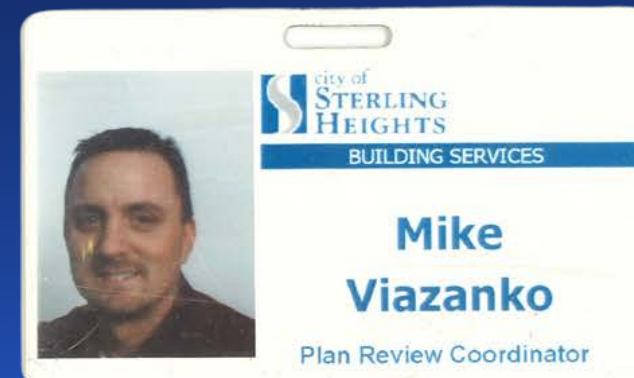 city of
STERLING
HEIGHTS
BUILDING SERVICES
Mike
Viazanko
Plan Review Coordinator